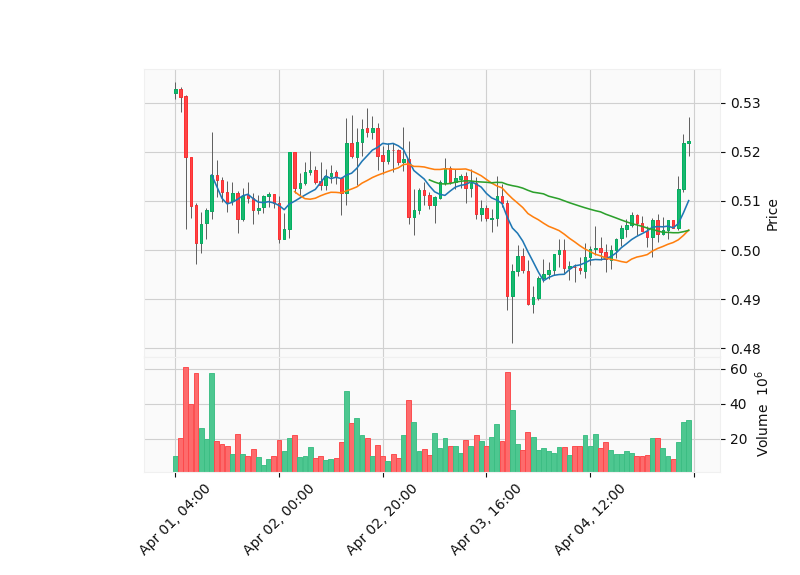 0.53
0.52
0.51
0.50
0.49
0.48
Price
60
40
20
Volume 10^6
Apr 01, 04:00
Apr 02, 00:00
Apr 02, 20:00
Apr 03, 16:00
Apr 04, 12:00